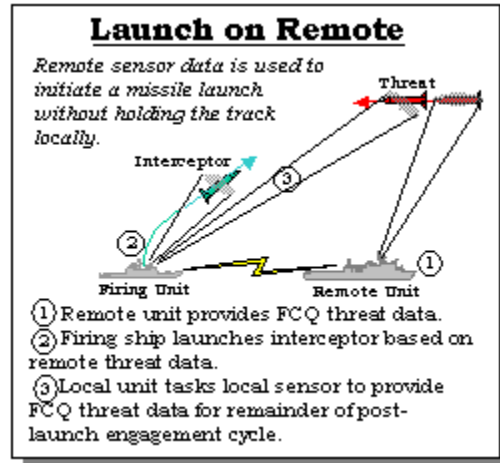 Launch on Remote
Remote sensor data is used to
initiate a missile launch
without holding the track
locally.
Threat
Interceptor
3
2
1
Firing Unit
Remote Unit
1 Remote unit provides FCQ threat data.
2 Firing ship launches interceptor based on
remote threat data.
3 Local unit tasks local sensor to provide
FCQ threat data for remainder of post-
launch engagement cycle.